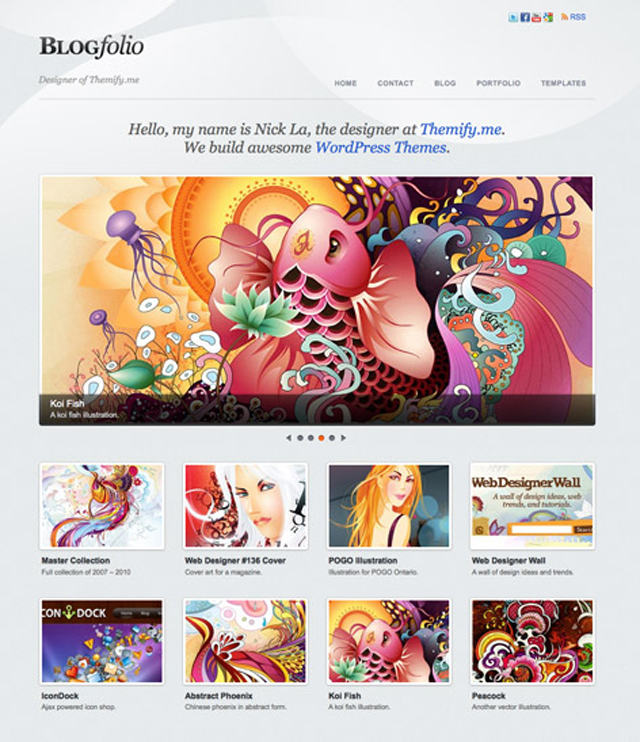 RSS
BLOGfolio
Designer of Themify.me
HOME CONTACT BLOG PORTFOLIO TEMPLATES
Hello, my name is Nick La, the designer at Themify.me.
We build awesome WordPress Themes.
Koi Fish
A koi fish illustration.
WebDesignerWall
A wall of design ideas, web
trends, and tutorials.
Master Collection
Full collection of 2007 – 2010
Web Designer #136 Cover
Cover art for a magazine.
POGO Illustration
Illustration for POGO Ontario.
Web Designer Wall
A wall of design ideas and trends.
ICON DOCK
Home Blog
IconDock
Ajax powered icon shop.
Abstract Phoenix
Chinese phoenix in abstract form.
Koi Fish
A koi fish illustration.
Peacock
Another vector illustration.